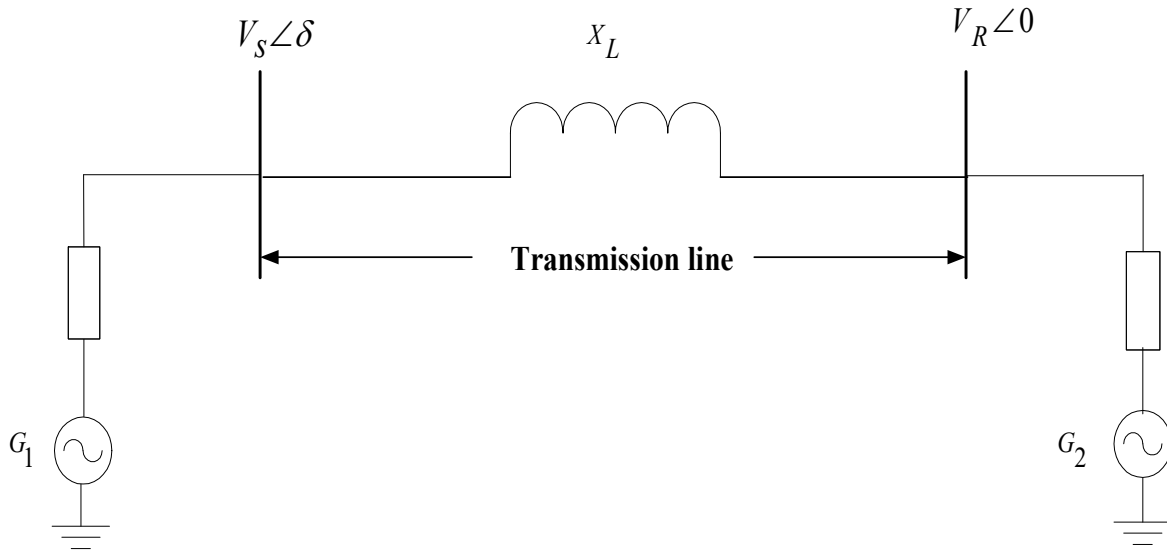 V_S∠δ
X_L
V_R∠0
Transmission line
G_1
G_2